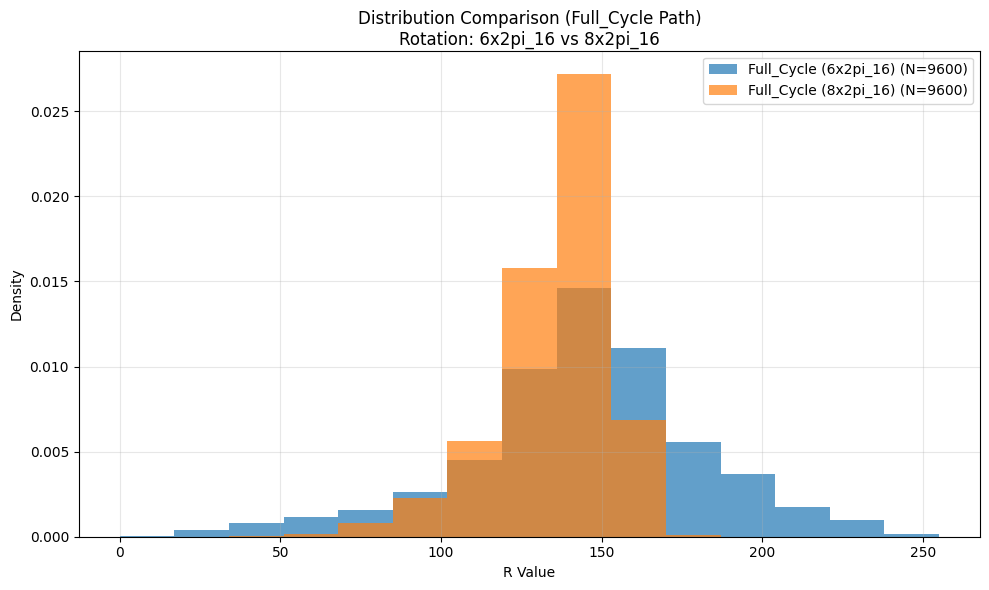 Distribution Comparison (Full_Cycle Path)
Rotation: 6x2pi_16 vs 8x2pi_16
Full_Cycle (6x2pi_16) (N=9600)
Full_Cycle (8x2pi_16) (N=9600)
Density
0.025
0.020
0.015
0.010
0.005
0.000
0 50 100 150 200 250
R Value